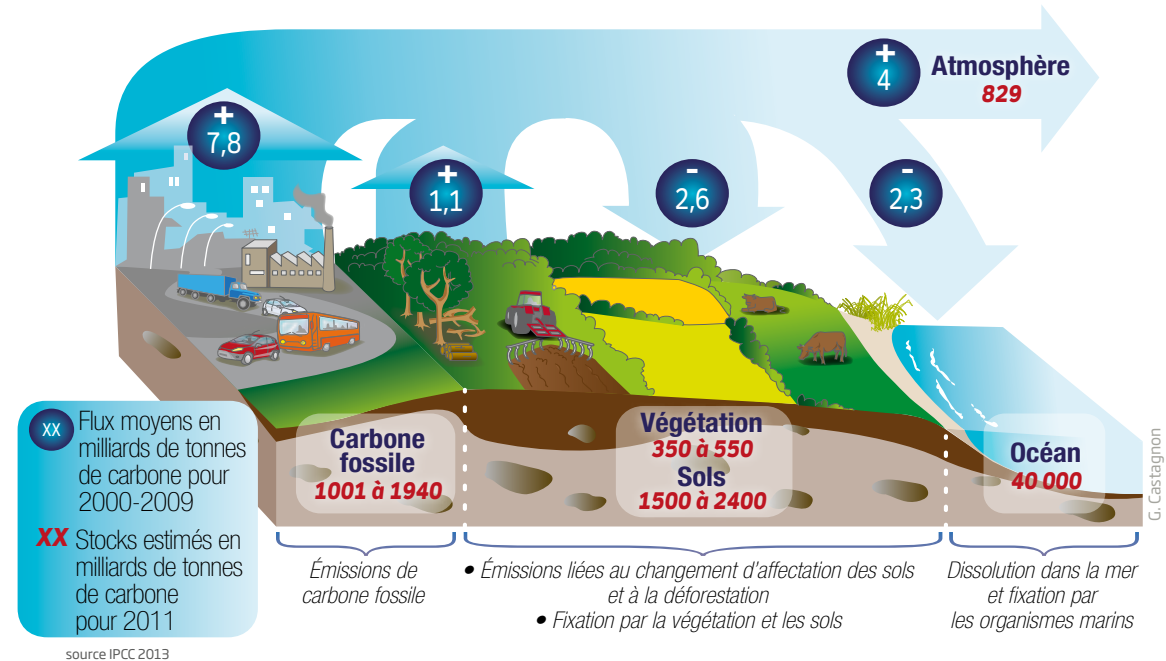 +
4
Atmosphère
829
+
7,8
+
1,1
-
2,6
-
2,3
XX Flux moyens en
milliards de tonnes
de carbone pour
2000-2009
XX Stocks estimés en
milliards de tonnes
de carbone
pour 2011
Carbone
fossile
1001 à 1940
Végétation
350 à 550
Sols
1500 à 2400
Océan
40 000
Émissions de
carbone fossile
• Émissions liées au changement d'affectation des sols
et à la déforestation
• Fixation par la végétation et les sols
Dissolution dans la mer
et fixation par
les organismes marins
G. Castagnon
source IPCC 2013